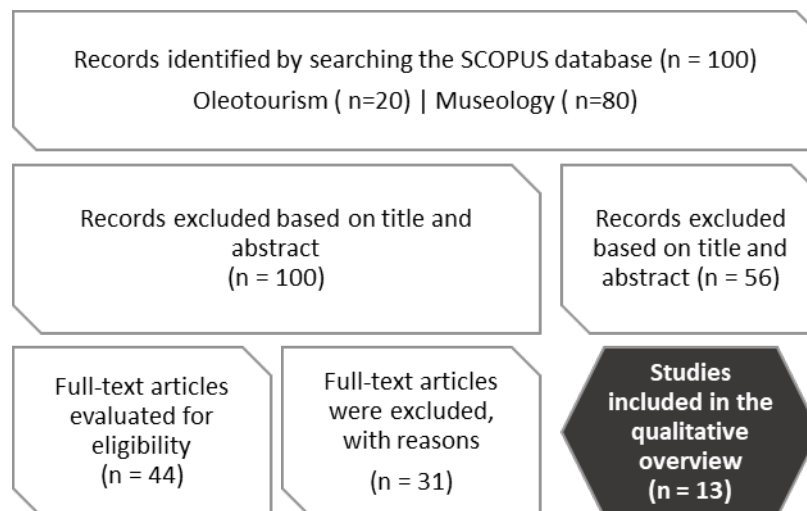 Records identified by searching the SCOPUS database (n = 100)
Oleotourism ( n=20) | Museology ( n=80)
Records excluded based on title and
abstract
(n = 100)
Records excluded
based on title and
abstract (n = 56)
Full-text articles
evaluated for
eligibility
(n = 44)
Full-text articles
were excluded,
with reasons
(n = 31)
Studies
included in the
qualitative
overview
(n = 13)